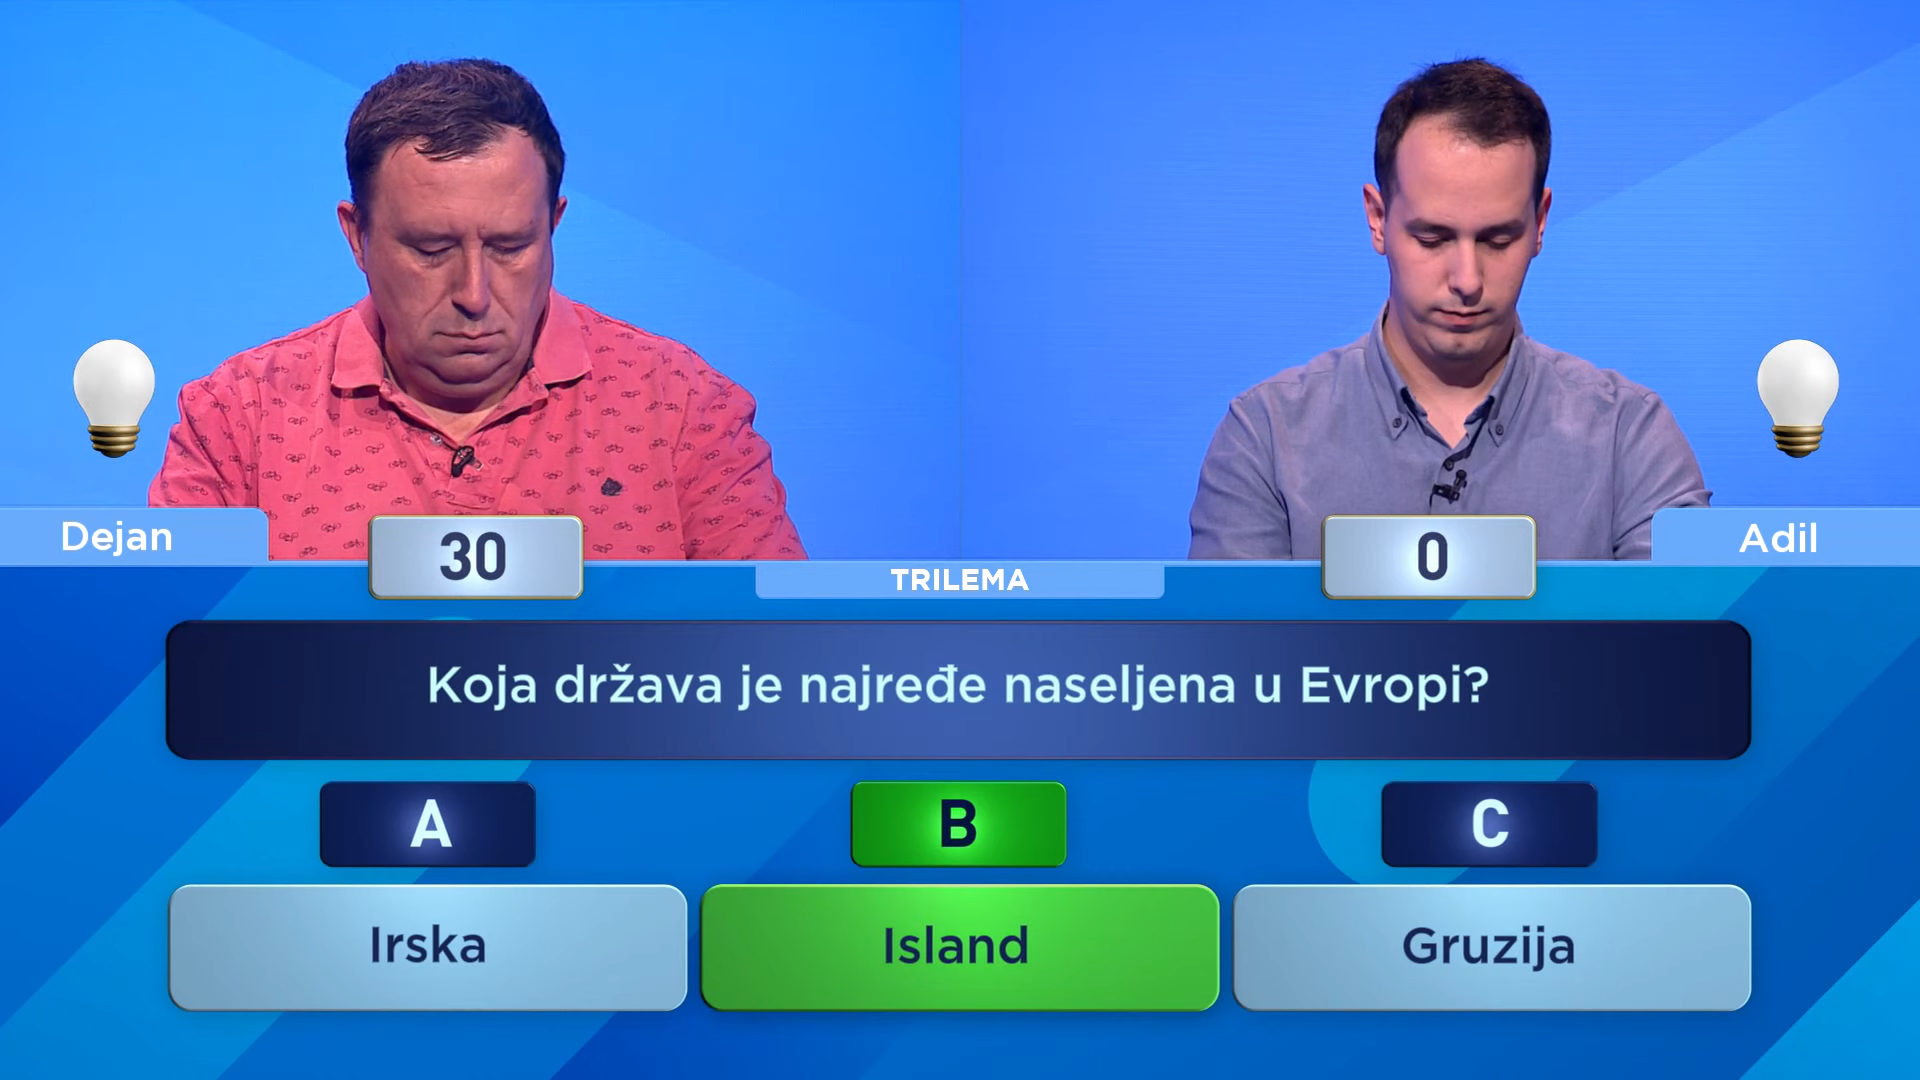 Dejan
30
TRILEMA
0
Adil
Koja država je najređe naseljena u Evropi?
A
B
C
Irska
Island
Gruzija